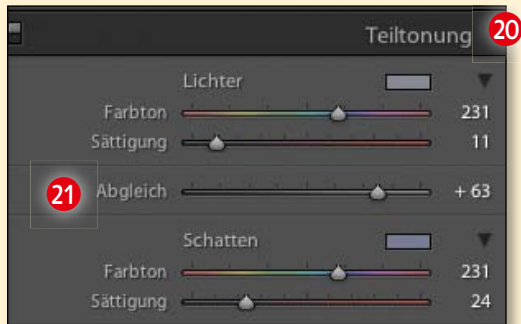 Teiltonung 20
Lichter
Farbton 231
Sättigung 11
21 Abgleich + 63
Schatten
Farbton 231
Sättigung 24